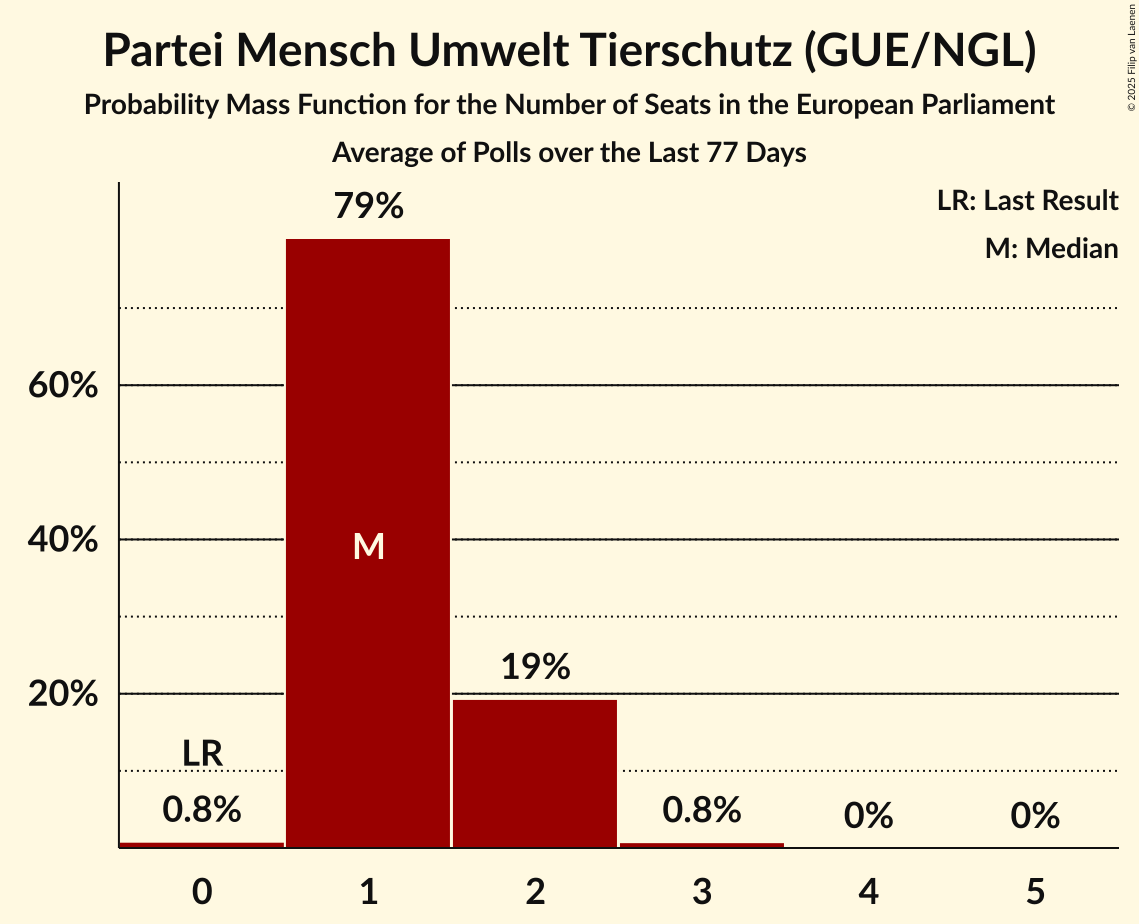 Partei Mensch Umwelt Tierschutz (GUE/NGL)
Probability Mass Function for the Number of Seats in the European Parliament
Average of Polls over the Last 77 Days
© 2025 Filip van Laenen
LR: Last Result
M: Median
79%
60%
40%
M
19%
20%
LR
0.8%
0.8%
0%
0%
0 1 2 3 4 5